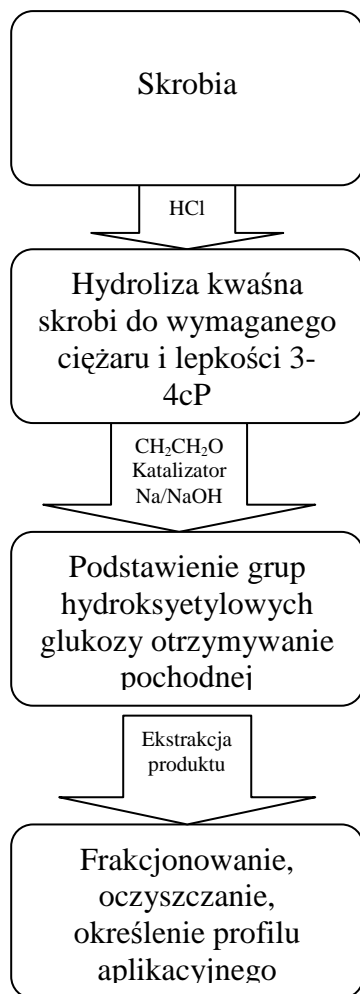 Skrobia
HCl
Hydroliza kwaśna
skrobi do wymaganego
ciężaru i lepkości 3-
4cP
CH₂CH₂O
Katalizator
Na/NaOH
Podstawienie grup
hydroksyetylowych
glukozy otrzymywanie
pochodnej
Ekstrakcja
produktu
Frakcjonowanie,
oczyszczanie,
określenie profilu
aplikacyjnego